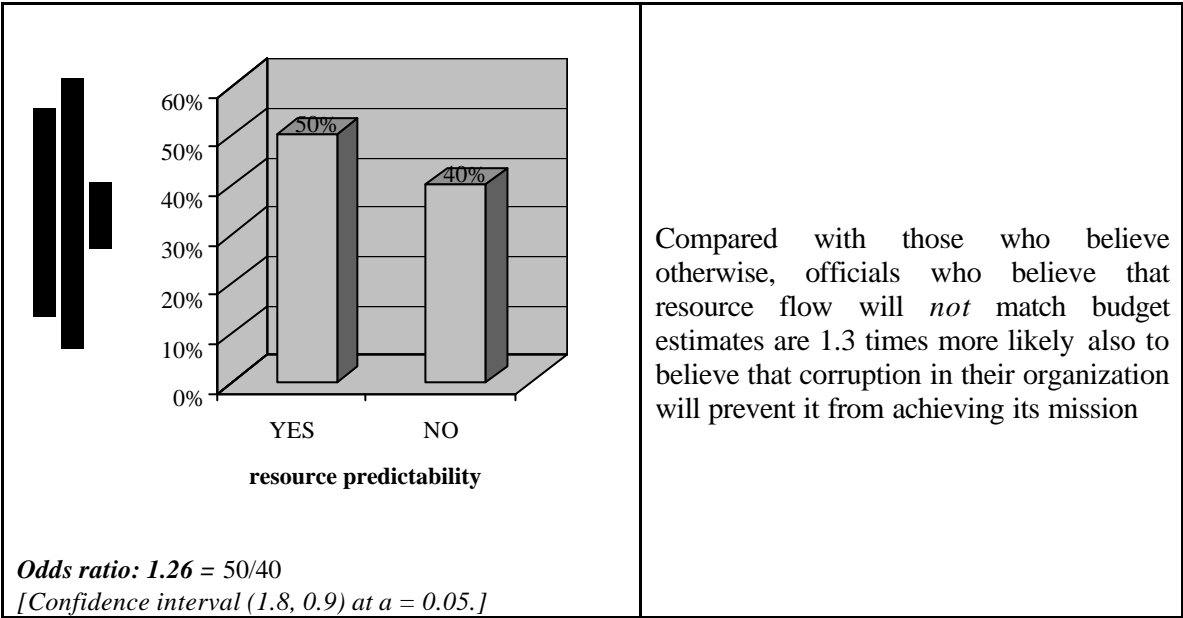 60%
50%
50%
40%
40%
30%
20%
10%
0%
YES NO
resource predictability
Odds ratio: 1.26 = 50/40
[Confidence interval (1.8, 0.9) at a = 0.05.]
Compared with those who believe
otherwise, officials who believe that
resource flow will not match budget
estimates are 1.3 times more likely also to
believe that corruption in their organization
will prevent it from achieving its mission